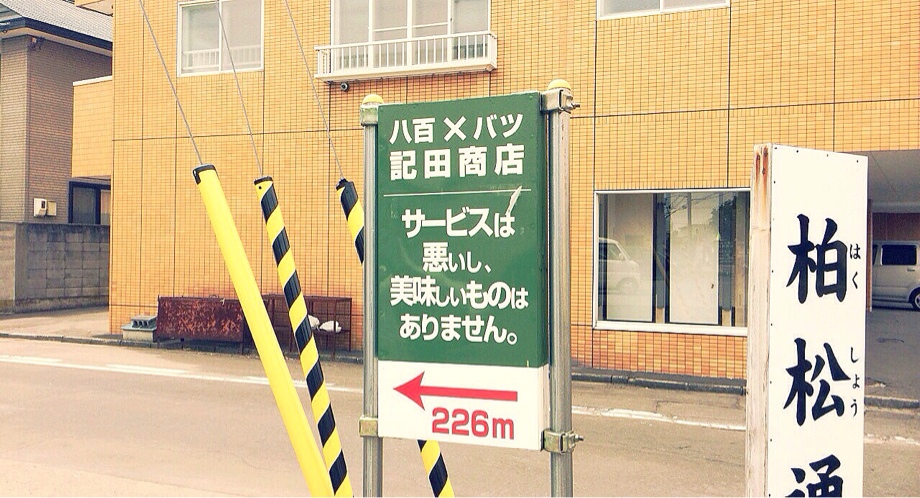 八百×バツ
記田商店
サービスは
悪いし、
美味しいものは
ありません。
226m
柏松通
はく
しょう